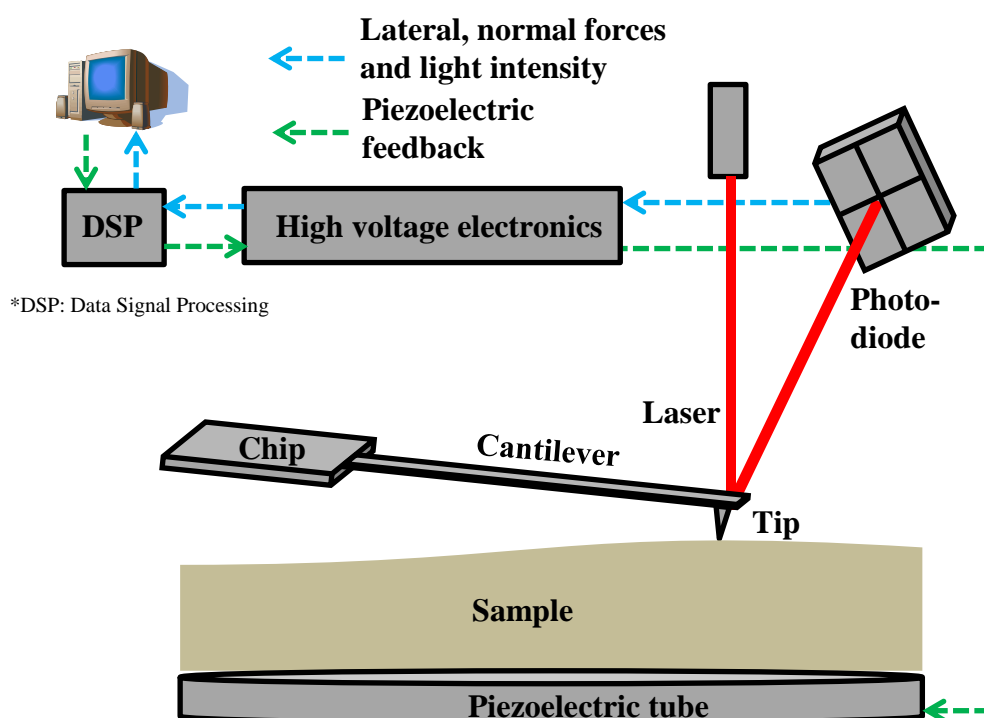 Lateral, normal forces
and light intensity
Piezoelectric
feedback
DSP
High voltage electronics
*DSP: Data Signal Processing
Photo-
diode
Laser
Chip
Cantilever
Tip
Sample
Piezoelectric tube